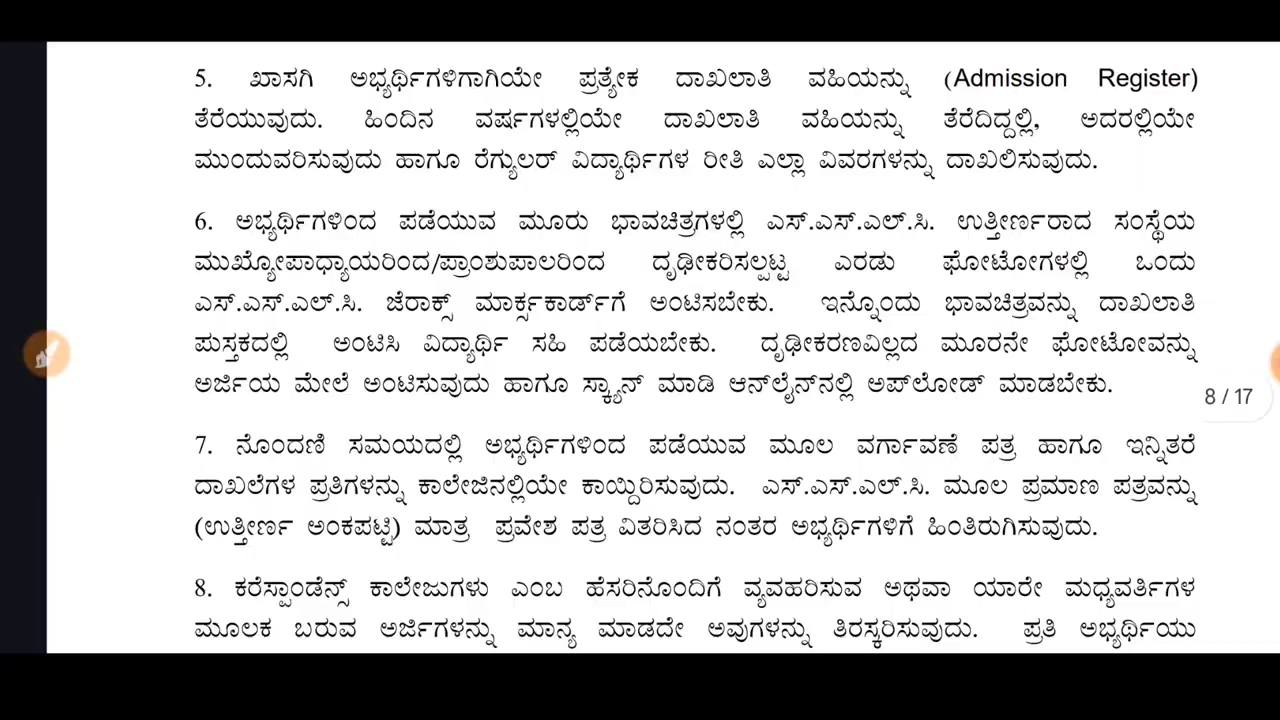 5. ಖಾಸಗಿ ಅಭ್ಯರ್ಥಿಗಳಿಗಾಗಿಯೇ ಪ್ರತ್ಯೇಕ ದಾಖಲಾತಿ ವಹಿಯನ್ನು (Admission Register)
ತೆರೆಯುವುದು. ಹಿಂದಿನ ವರ್ಷಗಳಲ್ಲಿಯೇ ದಾಖಲಾತಿ ವಹಿಯನ್ನು ತೆರೆದಿದ್ದಲ್ಲಿ, ಅದರಲ್ಲಿಯೇ
ಮುಂದುವರಿಸುವುದು ಹಾಗೂ ರೆಗ್ಯುಲರ್ ವಿದ್ಯಾರ್ಥಿಗಳ ರೀತಿ ಎಲ್ಲಾ ವಿವರಗಳನ್ನು ದಾಖಲಿಸುವುದು.
6. ಅಭ್ಯರ್ಥಿಗಳಿಂದ ಪಡೆಯುವ ಮೂರು ಭಾವಚಿತ್ರಗಳಲ್ಲಿ ಎಸ್.ಎಸ್.ಎಲ್.ಸಿ. ಉತ್ತೀರ್ಣರಾದ ಸಂಸ್ಥೆಯ
ಮುಖ್ಯೋಪಾಧ್ಯಾಯರಿಂದ/ಪ್ರಾಂಶುಪಾಲರಿಂದ ದೃಢೀಕರಿಸಲ್ಪಟ್ಟ ಎರಡು ಫೋಟೋಗಳಲ್ಲಿ ಒಂದು
ಎಸ್.ಎಸ್.ಎಲ್.ಸಿ. ಜೆರಾಕ್ಸ್ ಮಾರ್ಕ್ಸಕಾರ್ಡ್‌ಗೆ ಅಂಟಿಸಬೇಕು. ಇನ್ನೊಂದು ಭಾವಚಿತ್ರವನ್ನು ದಾಖಲಾತಿ
ಪುಸ್ತಕದಲ್ಲಿ ಅಂಟಿಸಿ ವಿದ್ಯಾರ್ಥಿ ಸಹಿ ಪಡೆಯಬೇಕು. ದೃಢೀಕರಣವಿಲ್ಲದ ಮೂರನೇ ಫೋಟೋವನ್ನು
ಅರ್ಜಿಯ ಮೇಲೆ ಅಂಟಿಸುವುದು ಹಾಗೂ ಸ್ಕ್ಯಾನ್ ಮಾಡಿ ಆನ್‌ಲೈನ್‌ನಲ್ಲಿ ಅಪ್‌ಲೋಡ್ ಮಾಡಬೇಕು.
8 / 17
7. ನೊಂದಣಿ ಸಮಯದಲ್ಲಿ ಅಭ್ಯರ್ಥಿಗಳಿಂದ ಪಡೆಯುವ ಮೂಲ ವರ್ಗಾವಣೆ ಪತ್ರ ಹಾಗೂ ಇನ್ನಿತರೆ
ದಾಖಲೆಗಳ ಪ್ರತಿಗಳನ್ನು ಕಾಲೇಜಿನಲ್ಲಿಯೇ ಕಾಯ್ದಿರಿಸುವುದು. ಎಸ್.ಎಸ್.ಎಲ್.ಸಿ. ಮೂಲ ಪ್ರಮಾಣ ಪತ್ರವನ್ನು
(ಉತ್ತೀರ್ಣ ಅಂಕಪಟ್ಟಿ) ಮಾತ್ರ ಪ್ರವೇಶ ಪತ್ರ ವಿತರಿಸಿದ ನಂತರ ಅಭ್ಯರ್ಥಿಗಳಿಗೆ ಹಿಂತಿರುಗಿಸುವುದು.
8. ಕರೆಸ್ಪಾಂಡೆನ್ಸ್ ಕಾಲೇಜುಗಳು ಎಂಬ ಹೆಸರಿನೊಂದಿಗೆ ವ್ಯವಹರಿಸುವ ಅಥವಾ ಯಾರೇ ಮಧ್ಯವರ್ತಿಗಳ
ಮೂಲಕ ಬರುವ ಅರ್ಜಿಗಳನ್ನು ಮಾನ್ಯ ಮಾಡದೇ ಅವುಗಳನ್ನು ತಿರಸ್ಕರಿಸುವುದು. ಪ್ರತಿ ಅಭ್ಯರ್ಥಿಯು